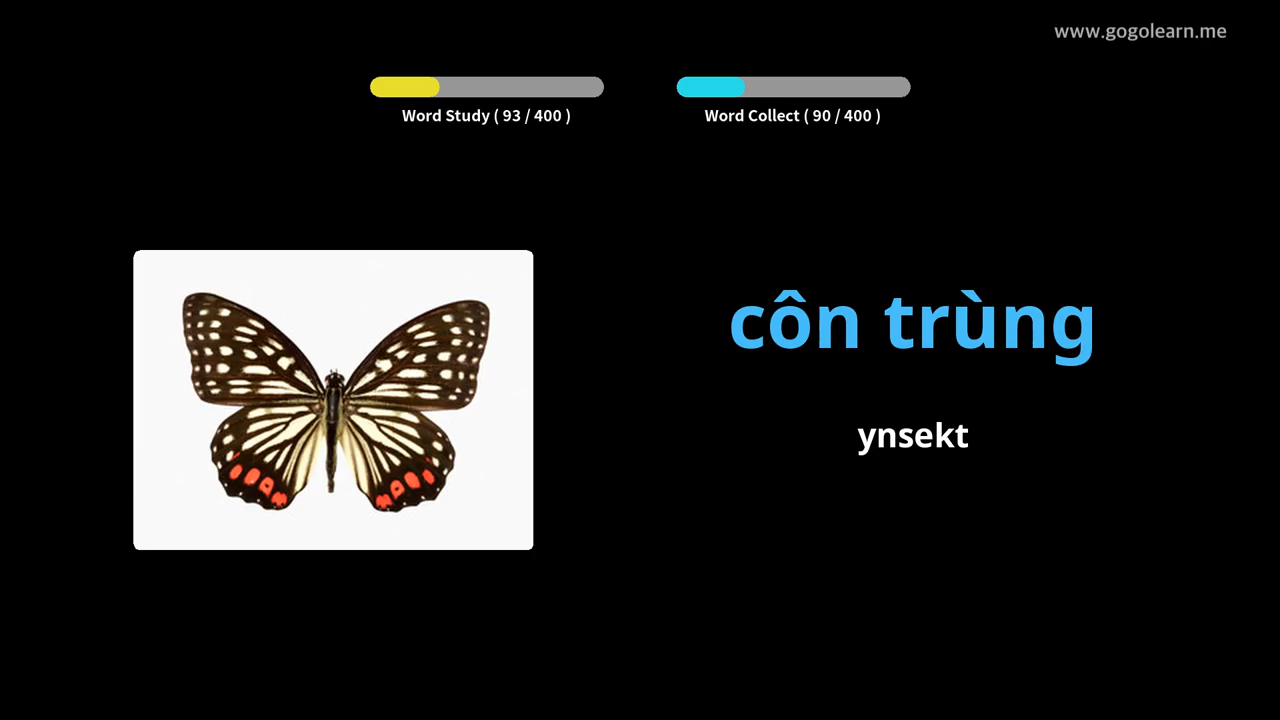 www.gogolearn.me
Word Study ( 93 / 400 )
Word Collect ( 90 / 400 )
côn trùng
ynsekt